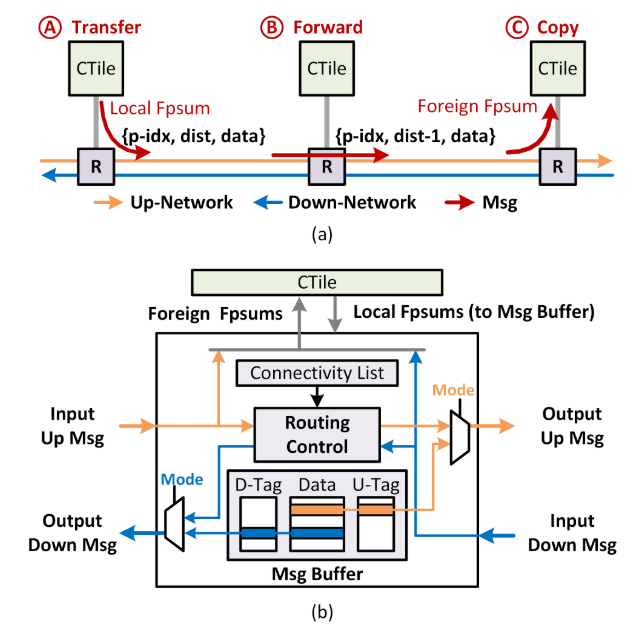 A Transfer
B Forward
C Copy
CTile
CTile
CTile
Local Fpsum
Foreign Fpsum
{p-idx, dist, data}
{p-idx, dist-1, data}
R
R
R
Up-Network
Down-Network
Msg
(a)
CTile
Foreign Fpsums
Local Fpsums (to Msg Buffer)
Connectivity List
Mode
Input
Up Msg
Routing
Control
Output
Up Msg
Mode
D-Tag
Data
U-Tag
Output
Down Msg
Input
Down Msg
Msg Buffer
(b)